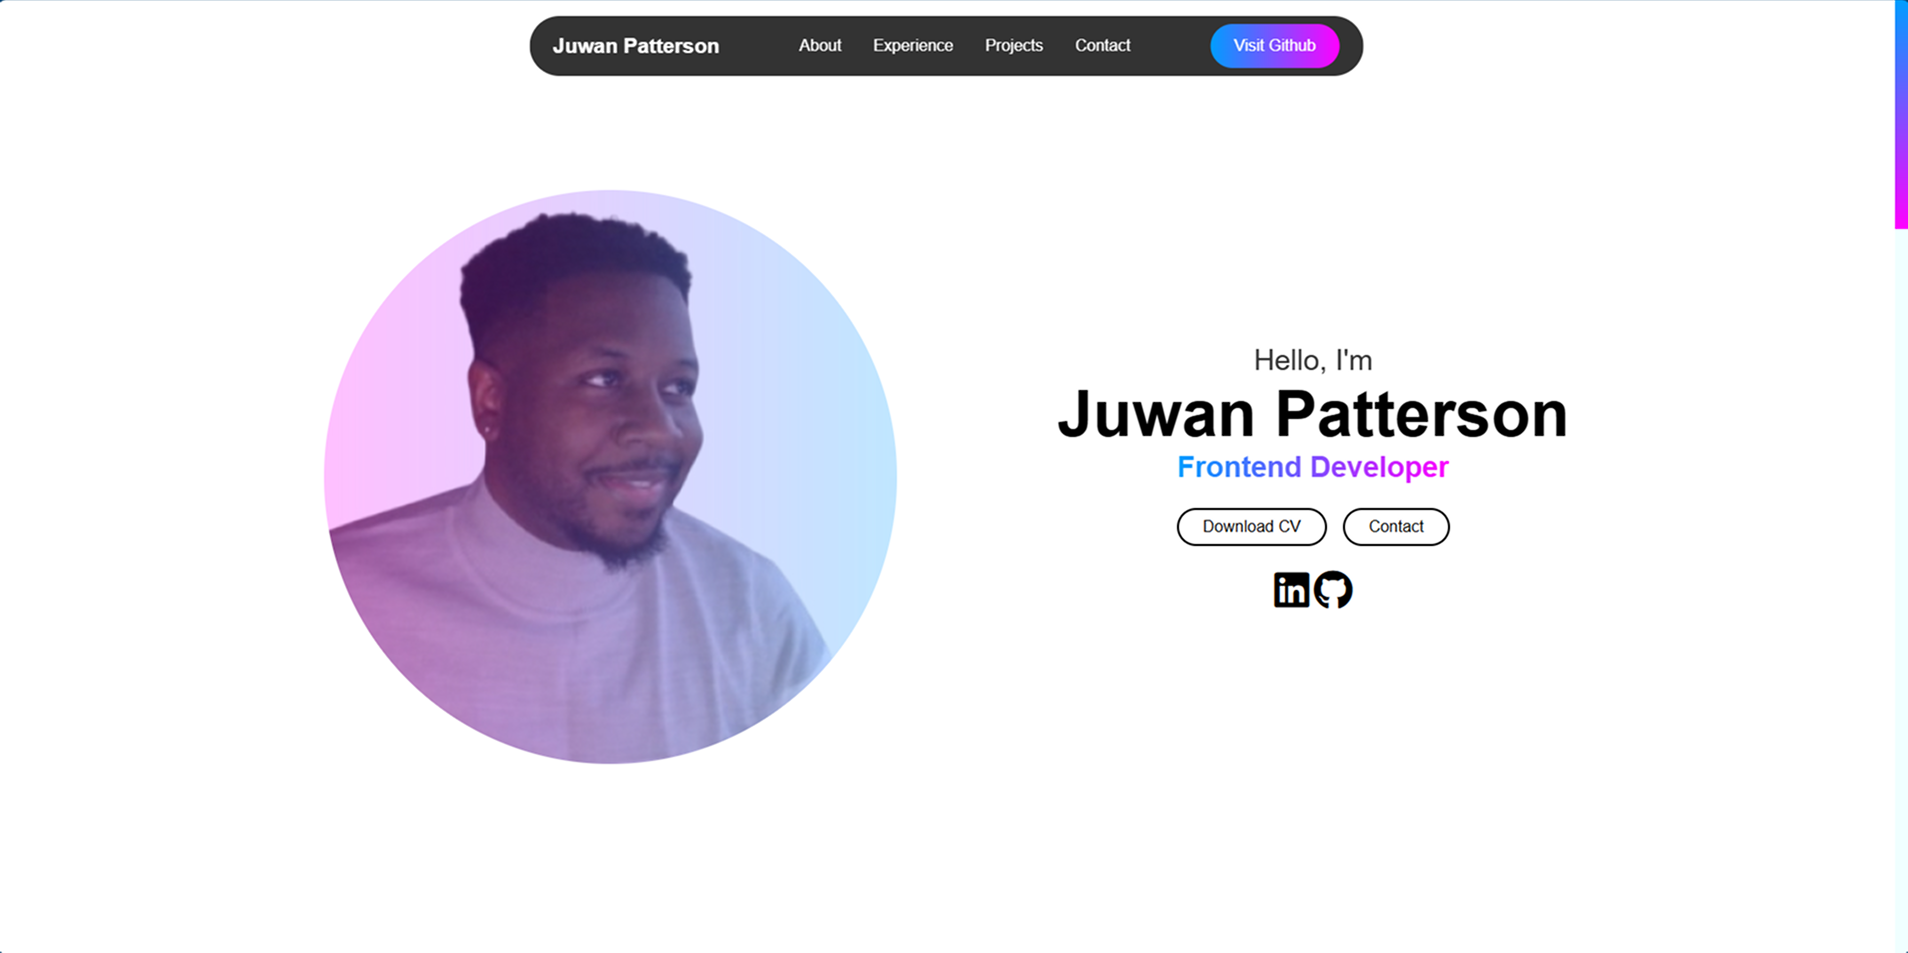 Juwan Patterson About Experience Projects Contact Visit Github
Hello, I'm
Juwan Patterson
Frontend Developer
Download CV Contact
in